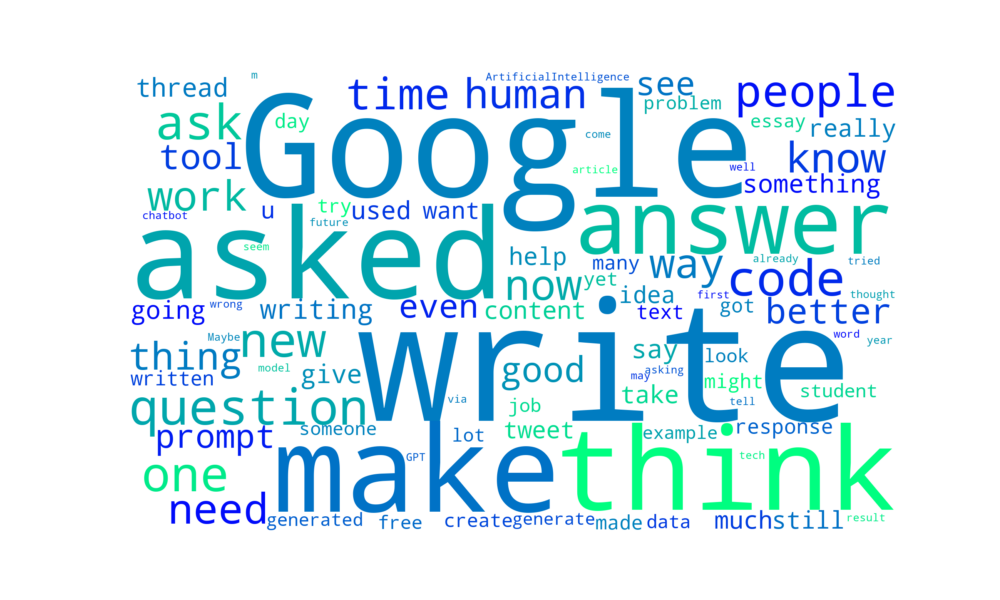 m
ArtificialIntelligence
thread
Google
time
human
see
people
problem
ask
day
come
essay
really
tool
article
well
know
something
work
chatbot
u
try
used
want
future
answer
asked
seem
help
many
way
already
tried
code
now
yet
idea
first
thought
going
wrong
writing
even
content
text
got
better
Maybe
new
write
word
year
thing
model
say
look
written
give
good
may
asking
might
student
question
via
job
take
tell
prompt
someone
lot
tweet
example
response
one
make
GPT
think
tech
need
generated
free
create
generate
made
data
much
still
result